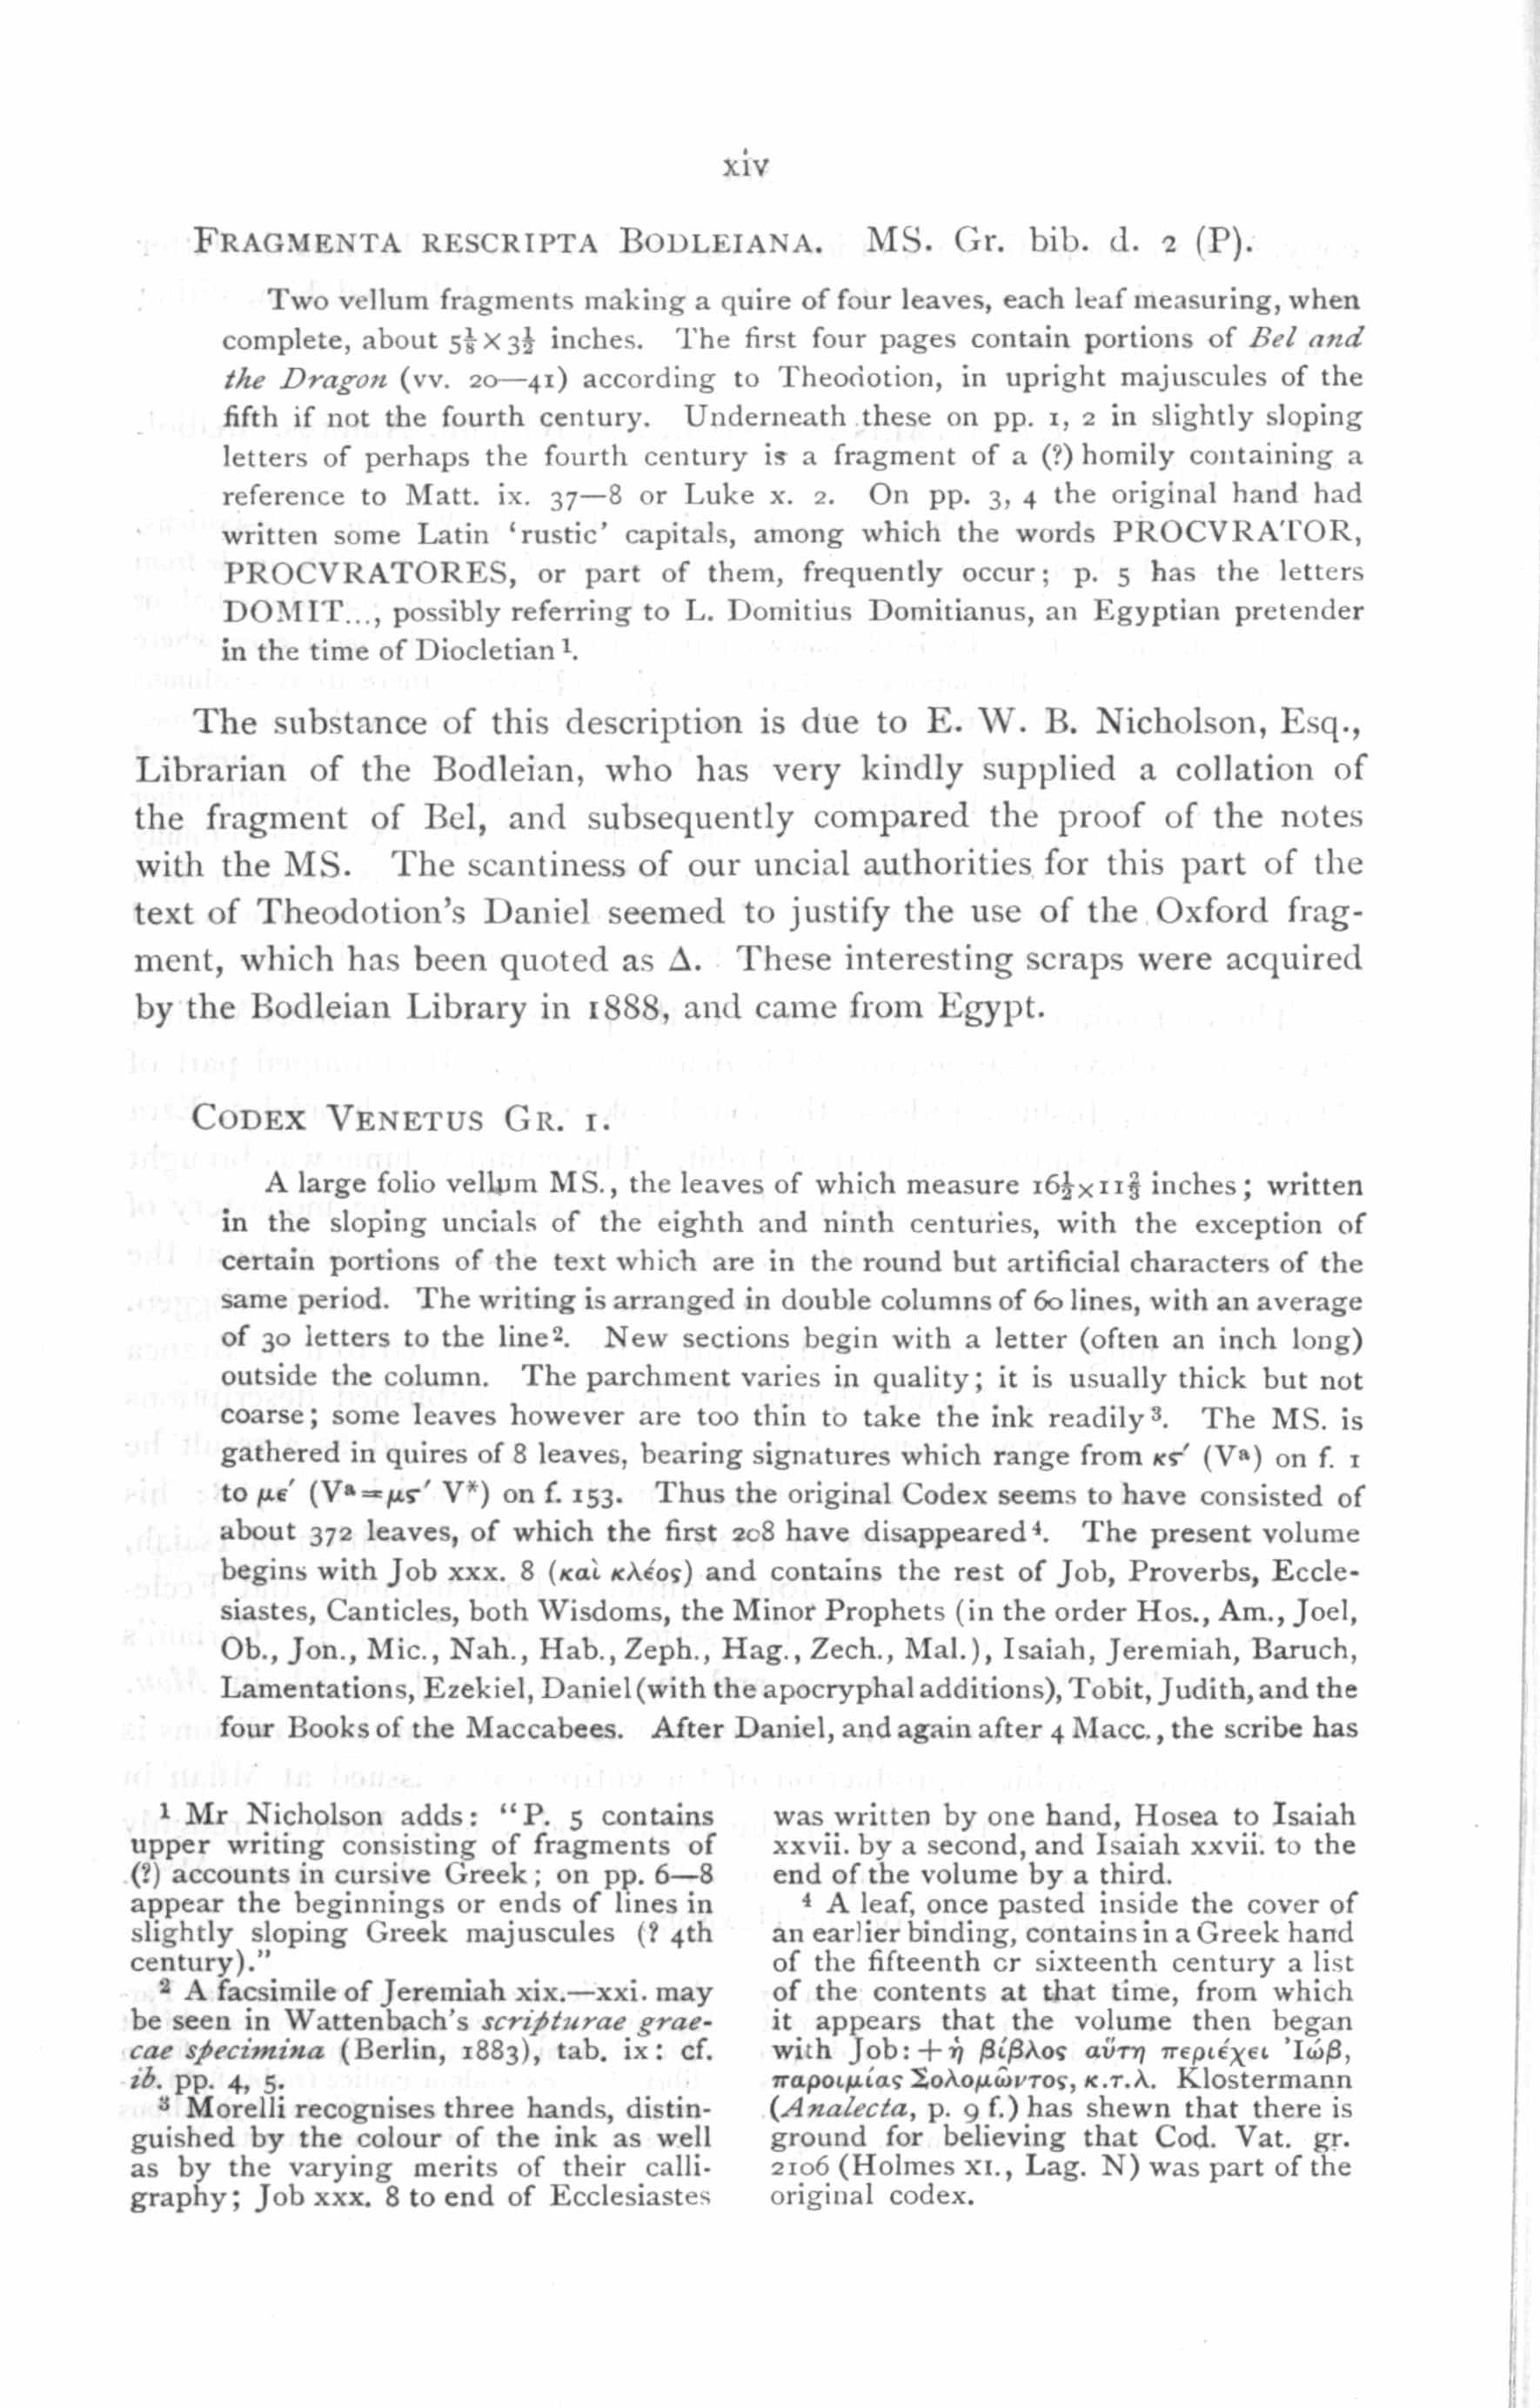 xiv
FRAGMENTA RESCRIPTA BODLEIANA. MS. Gr. bib. d. 2 (P).
Two vellum fragments making a quire of four leaves, each leaf measuring, when
complete, about 5⅛ × 3½ inches. The first four pages contain portions of Bel and
the Dragon (vv. 20—41) according to Theodotion, in upright majuscules of the
fifth if not the fourth century. Underneath these on pp. 1, 2 in slightly sloping
letters of perhaps the fourth century is a fragment of a (?) homily containing a
reference to Matt. ix. 37—8 or Luke x. 2. On pp. 3, 4 the original hand had
written some Latin ‘rustic’ capitals, among which the words PROCVRATOR,
PROCVRATORES, or part of them, frequently occur; p. 5 has the letters
DOMIT..., possibly referring to L. Domitius Domitianus, an Egyptian pretender
in the time of Diocletian¹.
The substance of this description is due to E. W. B. Nicholson, Esq.,
Librarian of the Bodleian, who has very kindly supplied a collation of
the fragment of Bel, and subsequently compared the proof of the notes
with the MS. The scantiness of our uncial authorities for this part of the
text of Theodotion’s Daniel seemed to justify the use of the Oxford frag-
ment, which has been quoted as Δ. These interesting scraps were acquired
by the Bodleian Library in 1888, and came from Egypt.
CODEX VENETUS GR. 1.
A large folio vellum MS., the leaves of which measure 16½ × 11⅜ inches; written
in the sloping uncials of the eighth and ninth centuries, with the exception of
certain portions of the text which are in the round but artificial characters of the
same period. The writing is arranged in double columns of 60 lines, with an average
of 30 letters to the line². New sections begin with a letter (often an inch long)
outside the column. The parchment varies in quality; it is usually thick but not
coarse; some leaves however are too thin to take the ink readily³. The MS. is
gathered in quires of 8 leaves, bearing signatures which range from κϛ′ (Vᵃ) on f. 1
to με′ (Vᵃ=μϛ′ V*) on f. 153. Thus the original Codex seems to have consisted of
about 372 leaves, of which the first 208 have disappeared⁴. The present volume
begins with Job xxx. 8 (καὶ κλέος) and contains the rest of Job, Proverbs, Eccle-
siastes, Canticles, both Wisdoms, the Minor Prophets (in the order Hos., Am., Joel,
Ob., Jon., Mic., Nah., Hab., Zeph., Hag., Zech., Mal.), Isaiah, Jeremiah, Baruch,
Lamentations, Ezekiel, Daniel (with the apocryphal additions), Tobit, Judith, and the
four Books of the Maccabees. After Daniel, and again after 4 Macc., the scribe has
¹ Mr Nicholson adds: “P. 5 contains
upper writing consisting of fragments of
(?) accounts in cursive Greek; on pp. 6—8
appear the beginnings or ends of lines in
slightly sloping Greek majuscules (? 4th
century).”
² A facsimile of Jeremiah xix.—xxi. may
be seen in Wattenbach’s scripturae grae-
cae specimina (Berlin, 1883), tab. ix: cf.
ib. pp. 4, 5.
³ Morelli recognises three hands, distin-
guished by the colour of the ink as well
as by the varying merits of their calli-
graphy; Job xxx. 8 to end of Ecclesiastes
was written by one hand, Hosea to Isaiah
xxvii. by a second, and Isaiah xxvii. to the
end of the volume by a third.
⁴ A leaf, once pasted inside the cover of
an earlier binding, contains in a Greek hand
of the fifteenth or sixteenth century a list
of the contents at that time, from which
it appears that the volume then began
with Job: + ἡ βίβλος αὕτη περιέχει Ἰώβ,
παροιμίας Σολομῶντος, κ.τ.λ. Klostermann
(Analecta, p. 9 f.) has shewn that there is
ground for believing that Cod. Vat. gr.
2106 (Holmes XI., Lag. N) was part of the
original codex.